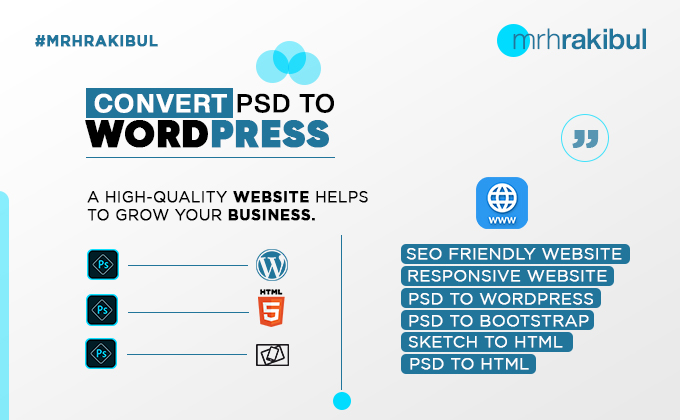 #MRHRAKIBUL
mrhrakibul
CONVERT PSD TO
WORDPRESS
A HIGH-QUALITY WEBSITE HELPS
TO GROW YOUR BUSINESS.
Ps
HTML
5
Ps
Ps
”
WWW
SEO FRIENDLY WEBSITE
RESPONSIVE WEBSITE
PSD TO WORDPRESS
PSD TO BOOTSTRAP
SKETCH TO HTML
PSD TO HTML